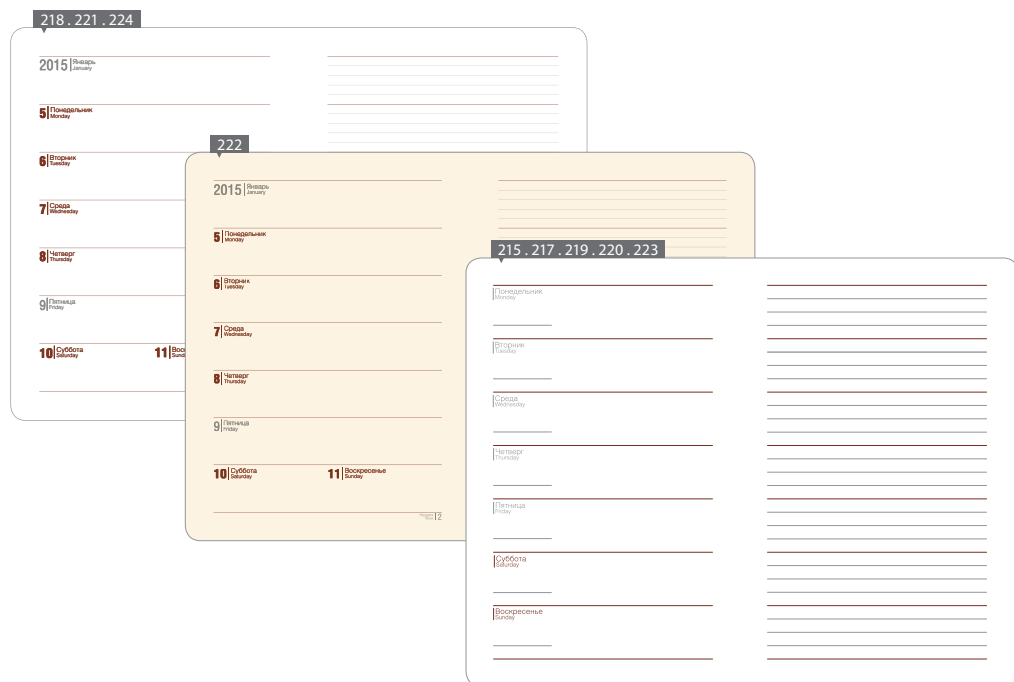 218 . 221 . 224
2015 Январь
January
5 Понедельник
Monday
6 Вторник
Tuesday
7 Среда
Wednesday
8 Четверг
Thursday
9 Пятница
Friday
10 Суббота
Saturday
11
222
2015 Январь
January
5 Понедельник
Monday
6 Вторник
Tuesday
7 Среда
Wednesday
8 Четверг
Thursday
9 Пятница
Friday
10 Суббота
Saturday
11 Воскресенье
Sunday
2
215 . 217 . 219 . 220 . 223
Понедельник
Monday
Вторник
Tuesday
Среда
Wednesday
Четверг
Thursday
Пятница
Friday
Суббота
Saturday
Воскресенье
Sunday